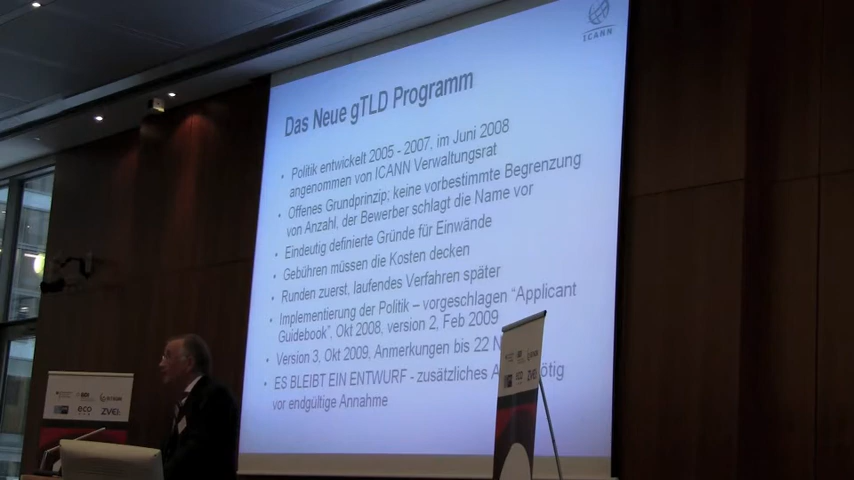 ICANN
Das Neue gTLD Programm
• Politik entwickelt 2005 - 2007, im Juni 2008
angenommen von ICANN Verwaltungsrat
• Offenes Grundprinzip; keine vorbestimmte Begrenzung
von Anzahl, der Bewerber schlagt die Name vor
• Eindeutig definierte Gründe für Einwände
• Gebühren müssen die Kosten decken
• Runden zuerst, laufendes Verfahren später
• Implementierung der Politik – vorgeschlagen "Applicant
Guidebook", Okt 2008, version 2, Feb 2009
• Version 3, Okt 2009, Anmerkungen bis 22 N
• ES BLEIBT EIN ENTWURF - zusätzliches A ötig
vor endgültige Annahme
eco
eco